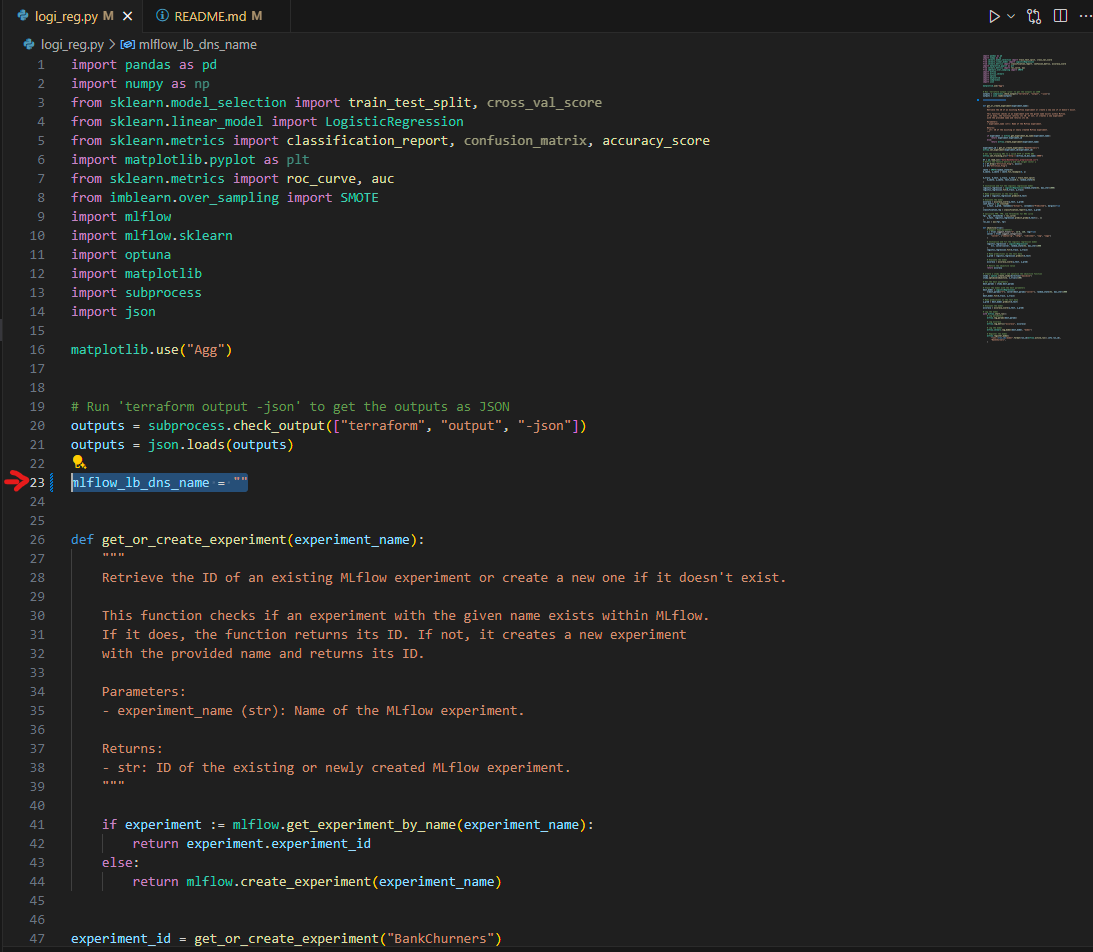 logi_reg.py M
README.md M
logi_reg.py > mlflow_lb_dns_name
1 import pandas as pd
2 import numpy as np
3 from sklearn.model_selection import train_test_split, cross_val_score
4 from sklearn.linear_model import LogisticRegression
5 from sklearn.metrics import classification_report, confusion_matrix, accuracy_score
6 import matplotlib.pyplot as plt
7 from sklearn.metrics import roc_curve, auc
8 from imblearn.over_sampling import SMOTE
9 import mlflow
10 import mlflow.sklearn
11 import optuna
12 import matplotlib
13 import subprocess
14 import json
15
16 matplotlib.use("Agg")
17
18
19 # Run 'terraform output -json' to get the outputs as JSON
20 outputs = subprocess.check_output(["terraform", "output", "-json"])
21 outputs = json.loads(outputs)
22
23 mlflow_lb_dns_name = ""
24
25
26 def get_or_create_experiment(experiment_name):
27     """
28     Retrieve the ID of an existing MLflow experiment or create a new one if it doesn't exist.
29
30     This function checks if an experiment with the given name exists within MLflow.
31     If it does, the function returns its ID. If not, it creates a new experiment
32     with the provided name and returns its ID.
33
34     Parameters:
35     - experiment_name (str): Name of the MLflow experiment.
36
37     Returns:
38     - str: ID of the existing or newly created MLflow experiment.
39     """
40
41     if experiment := mlflow.get_experiment_by_name(experiment_name):
42         return experiment.experiment_id
43     else:
44         return mlflow.create_experiment(experiment_name)
45
46
47 experiment_id = get_or_create_experiment("BankChurners")